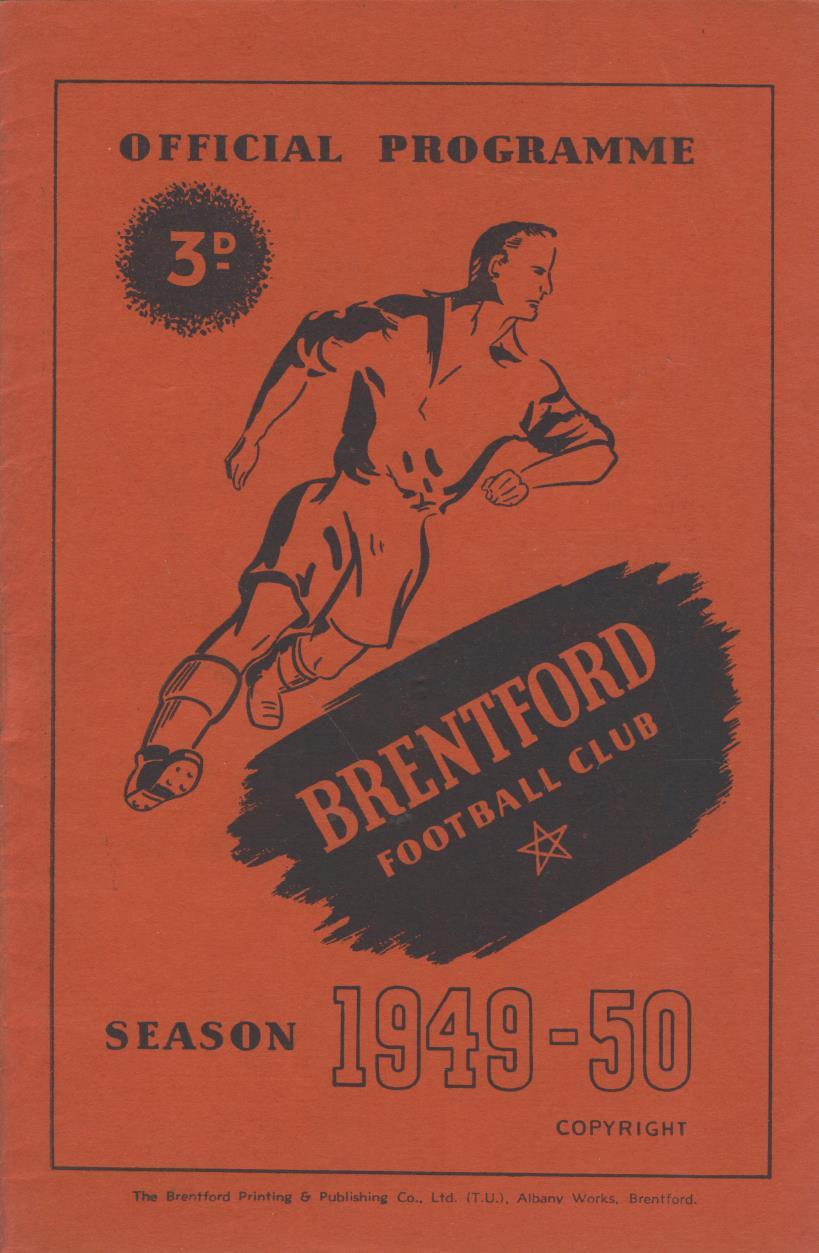 OFFICIAL PROGRAMME
3D
BRENTFORD
FOOTBALL CLUB
SEASON 1949-50
COPYRIGHT
The Brentford Printing & Publishing Co., Ltd. (T.U.), Albany Works, Brentford.